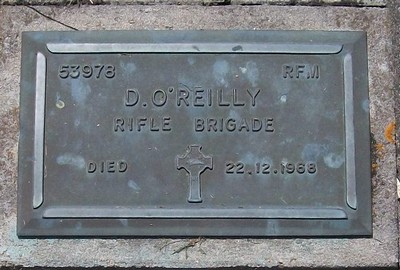 53978 RFM
D. O'REILLY
RIFLE BRIGADE
DIED 22.12.1968